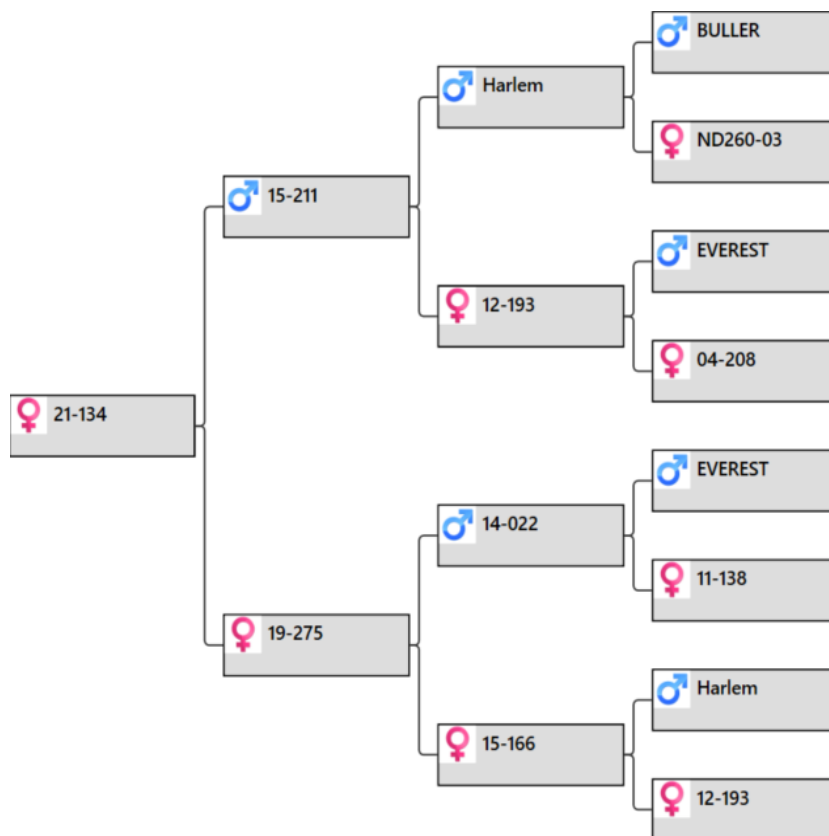 BULLER
Harlem
ND260-03
15-211
EVEREST
12-193
04-208
21-134
EVEREST
14-022
11-138
19-275
Harlem
15-166
12-193